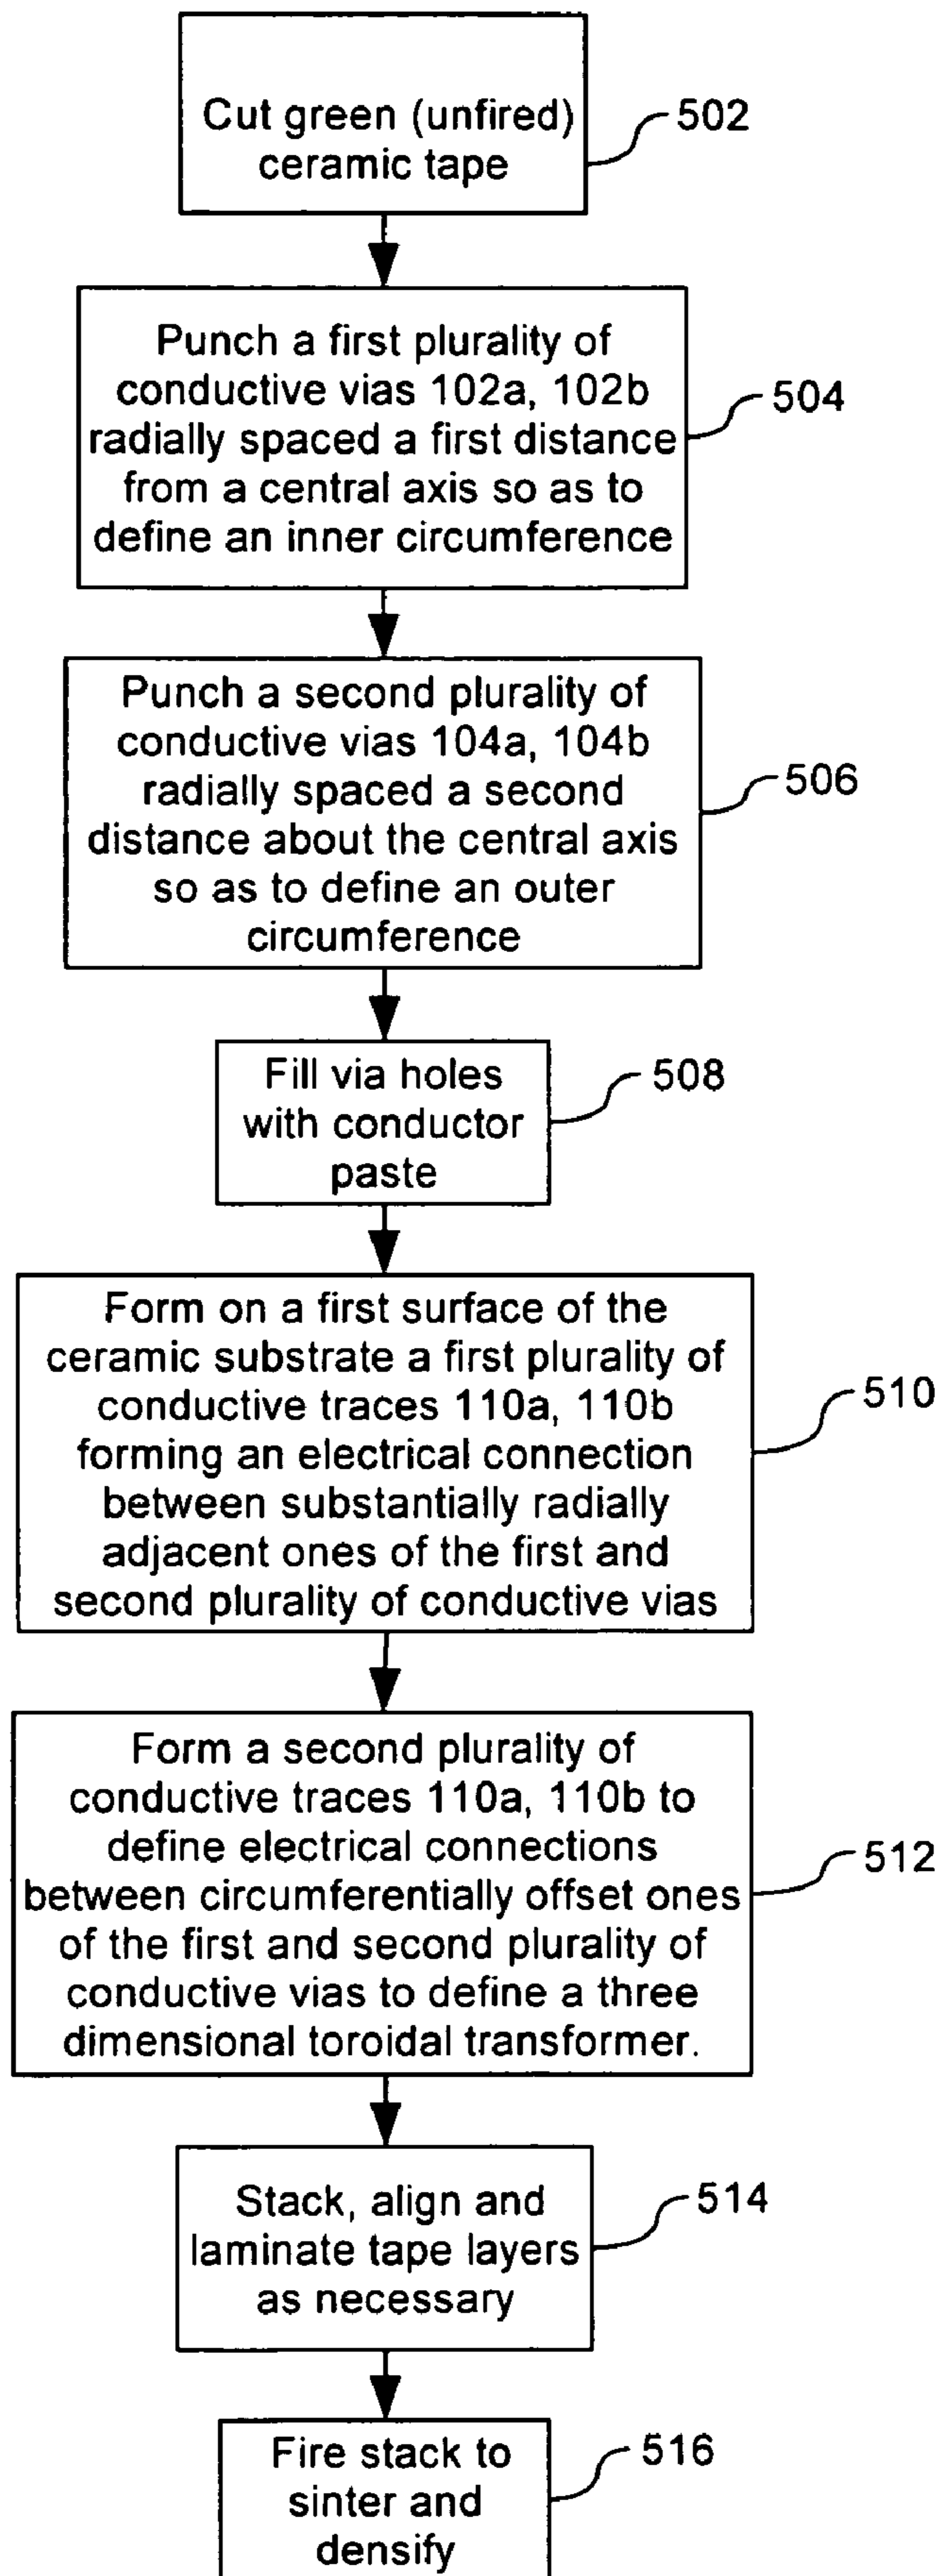 Cut green (unfired)
ceramic tape
502
Punch a first plurality of
conductive vias 102a, 102b
radially spaced a first distance
from a central axis so as to
define an inner circumference
504
Punch a second plurality of
conductive vias 104a, 104b
radially spaced a second
distance about the central axis
so as to define an outer
circumference
506
Fill via holes
with conductor
paste
508
Form on a first surface of the
ceramic substrate a first plurality of
conductive traces 110a, 110b
forming an electrical connection
between substantially radially
adjacent ones of the first and
second plurality of conductive vias
510
Form a second plurality of
conductive traces 110a, 110b to
define electrical connections
between circumferentially offset ones
of the first and second plurality of
conductive vias to define a three
dimensional toroidal transformer.
512
Stack, align and
laminate tape layers
as necessary
514
Fire stack to
sinter and
densify
516